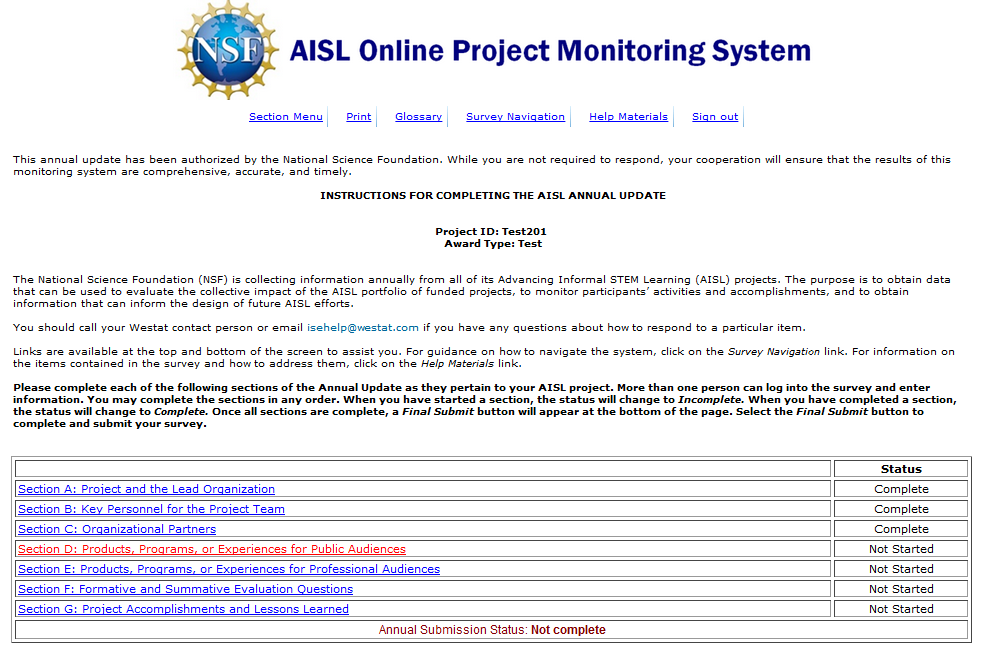 NSF
AISL Online Project Monitoring System
Section Menu Print Glossary Survey Navigation Help Materials Sign out
This annual update has been authorized by the National Science Foundation. While you are not required to respond, your cooperation will ensure that the results of this
monitoring system are comprehensive, accurate, and timely.
INSTRUCTIONS FOR COMPLETING THE AISL ANNUAL UPDATE
Project ID: Test201
Award Type: Test
The National Science Foundation (NSF) is collecting information annually from all of its Advancing Informal STEM Learning (AISL) projects. The purpose is to obtain data
that can be used to evaluate the collective impact of the AISL portfolio of funded projects, to monitor participants' activities and accomplishments, and to obtain
information that can inform the design of future AISL efforts.
You should call your Westat contact person or email isehelp@westat.com if you have any questions about how to respond to a particular item.
Links are available at the top and bottom of the screen to assist you. For guidance on how to navigate the system, click on the Survey Navigation link. For information on
the items contained in the survey and how to address them, click on the Help Materials link.
Please complete each of the following sections of the Annual Update as they pertain to your AISL project. More than one person can log into the survey and enter
information. You may complete the sections in any order. When you have started a section, the status will change to Incomplete. When you have completed a section,
the status will change to Complete. Once all sections are complete, a Final Submit button will appear at the bottom of the page. Select the Final Submit button to
complete and submit your survey.
Status
Section A: Project and the Lead Organization Complete
Section B: Key Personnel for the Project Team Complete
Section C: Organizational Partners Complete
Section D: Products, Programs, or Experiences for Public Audiences Not Started
Section E: Products, Programs, or Experiences for Professional Audiences Not Started
Section F: Formative and Summative Evaluation Questions Not Started
Section G: Project Accomplishments and Lessons Learned Not Started
Annual Submission Status: Not complete